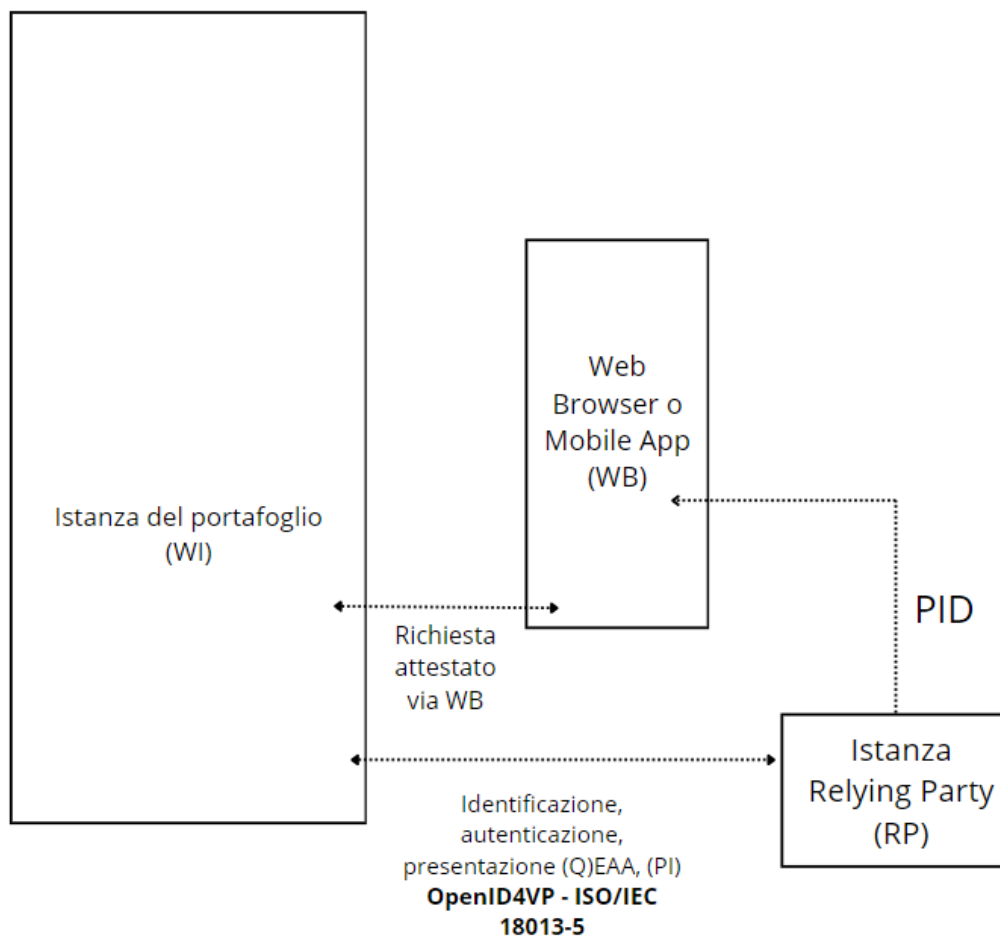 Web
Browser o
Mobile App
(WB)
Istanza del portafoglio
(WI)
PID
Richiesta
attestato
via WB
Istanza
Relying Party
(RP)
Identificazione,
autenticazione,
presentazione (Q)EAA, (PI)
OpenID4VP - ISO/IEC
18013-5